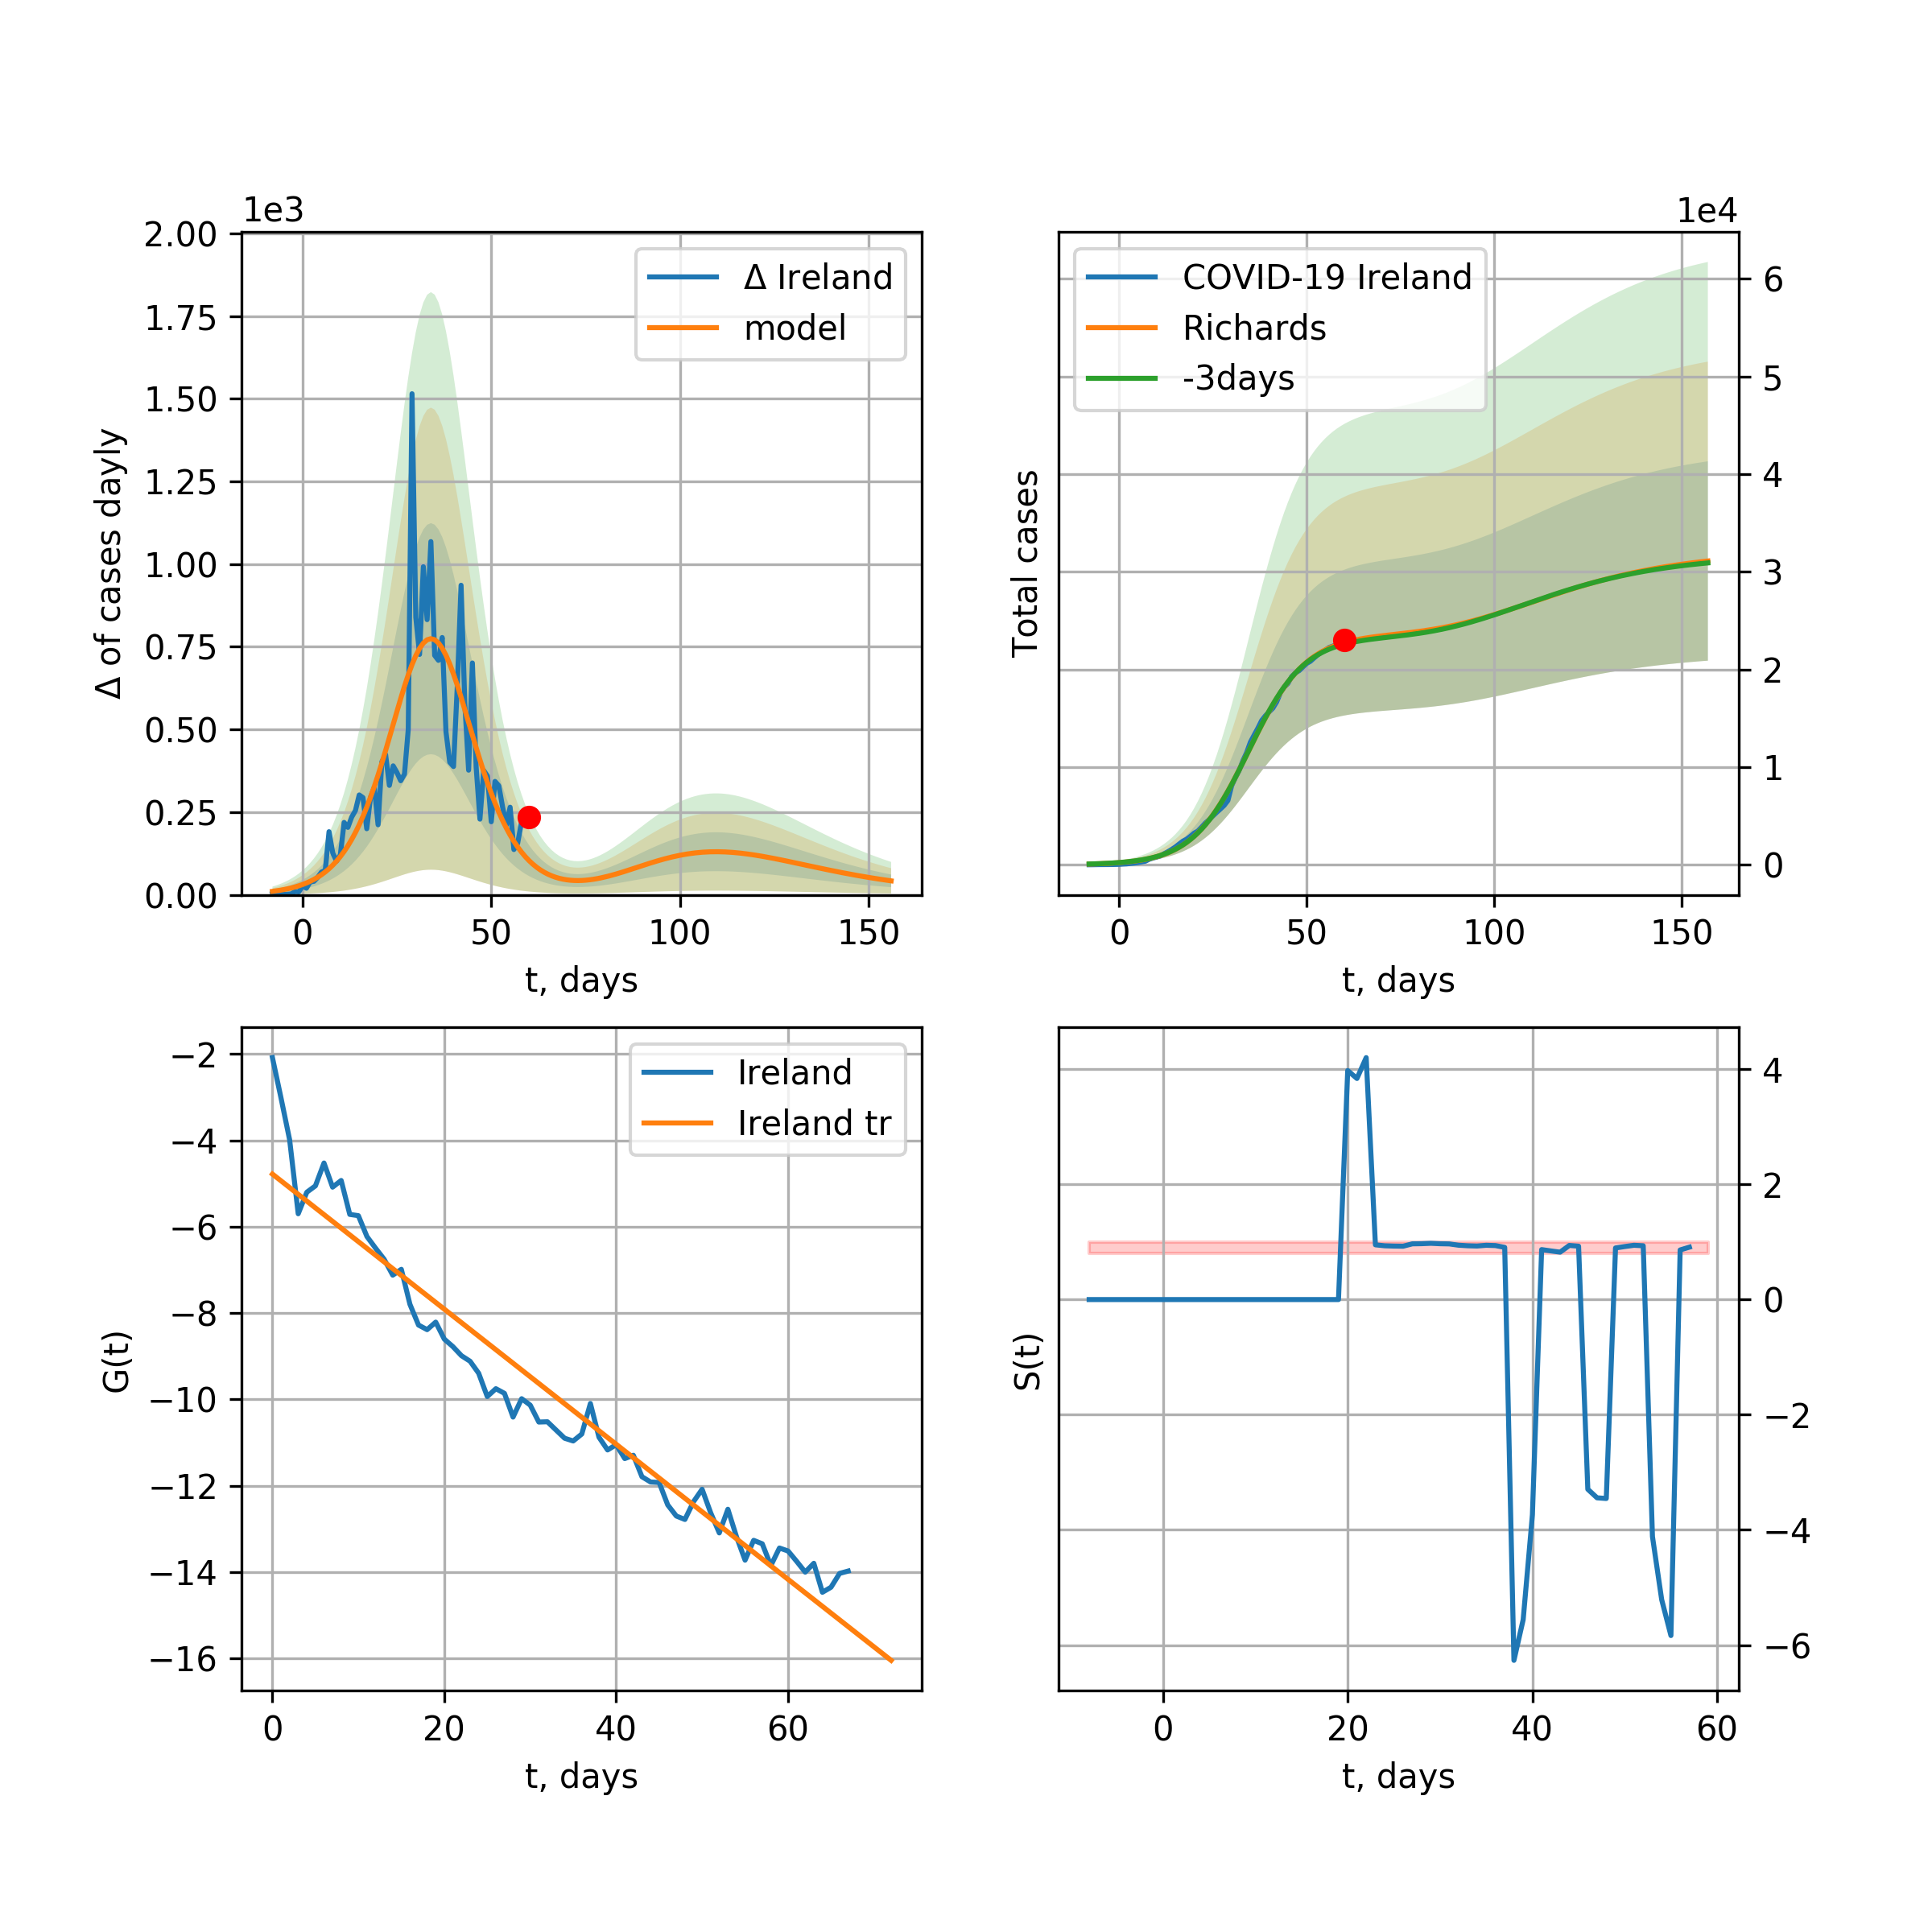 1e3
2.00
1.75
1.50
1.25
1.00
0.75
0.50
0.25
0.00
Δ of cases dayly
Δ Ireland
model
0 50 100 150
t, days
1e4
COVID-19 Ireland
Richards
-3days
Total cases
6
5
4
3
2
1
0
0 50 100 150
t, days
−2
−4
−6
−8
−10
−12
−14
−16
G(t)
Ireland
Ireland tr
0 20 40 60
t, days
S(t)
4
2
0
−2
−4
−6
0 20 40 60
t, days